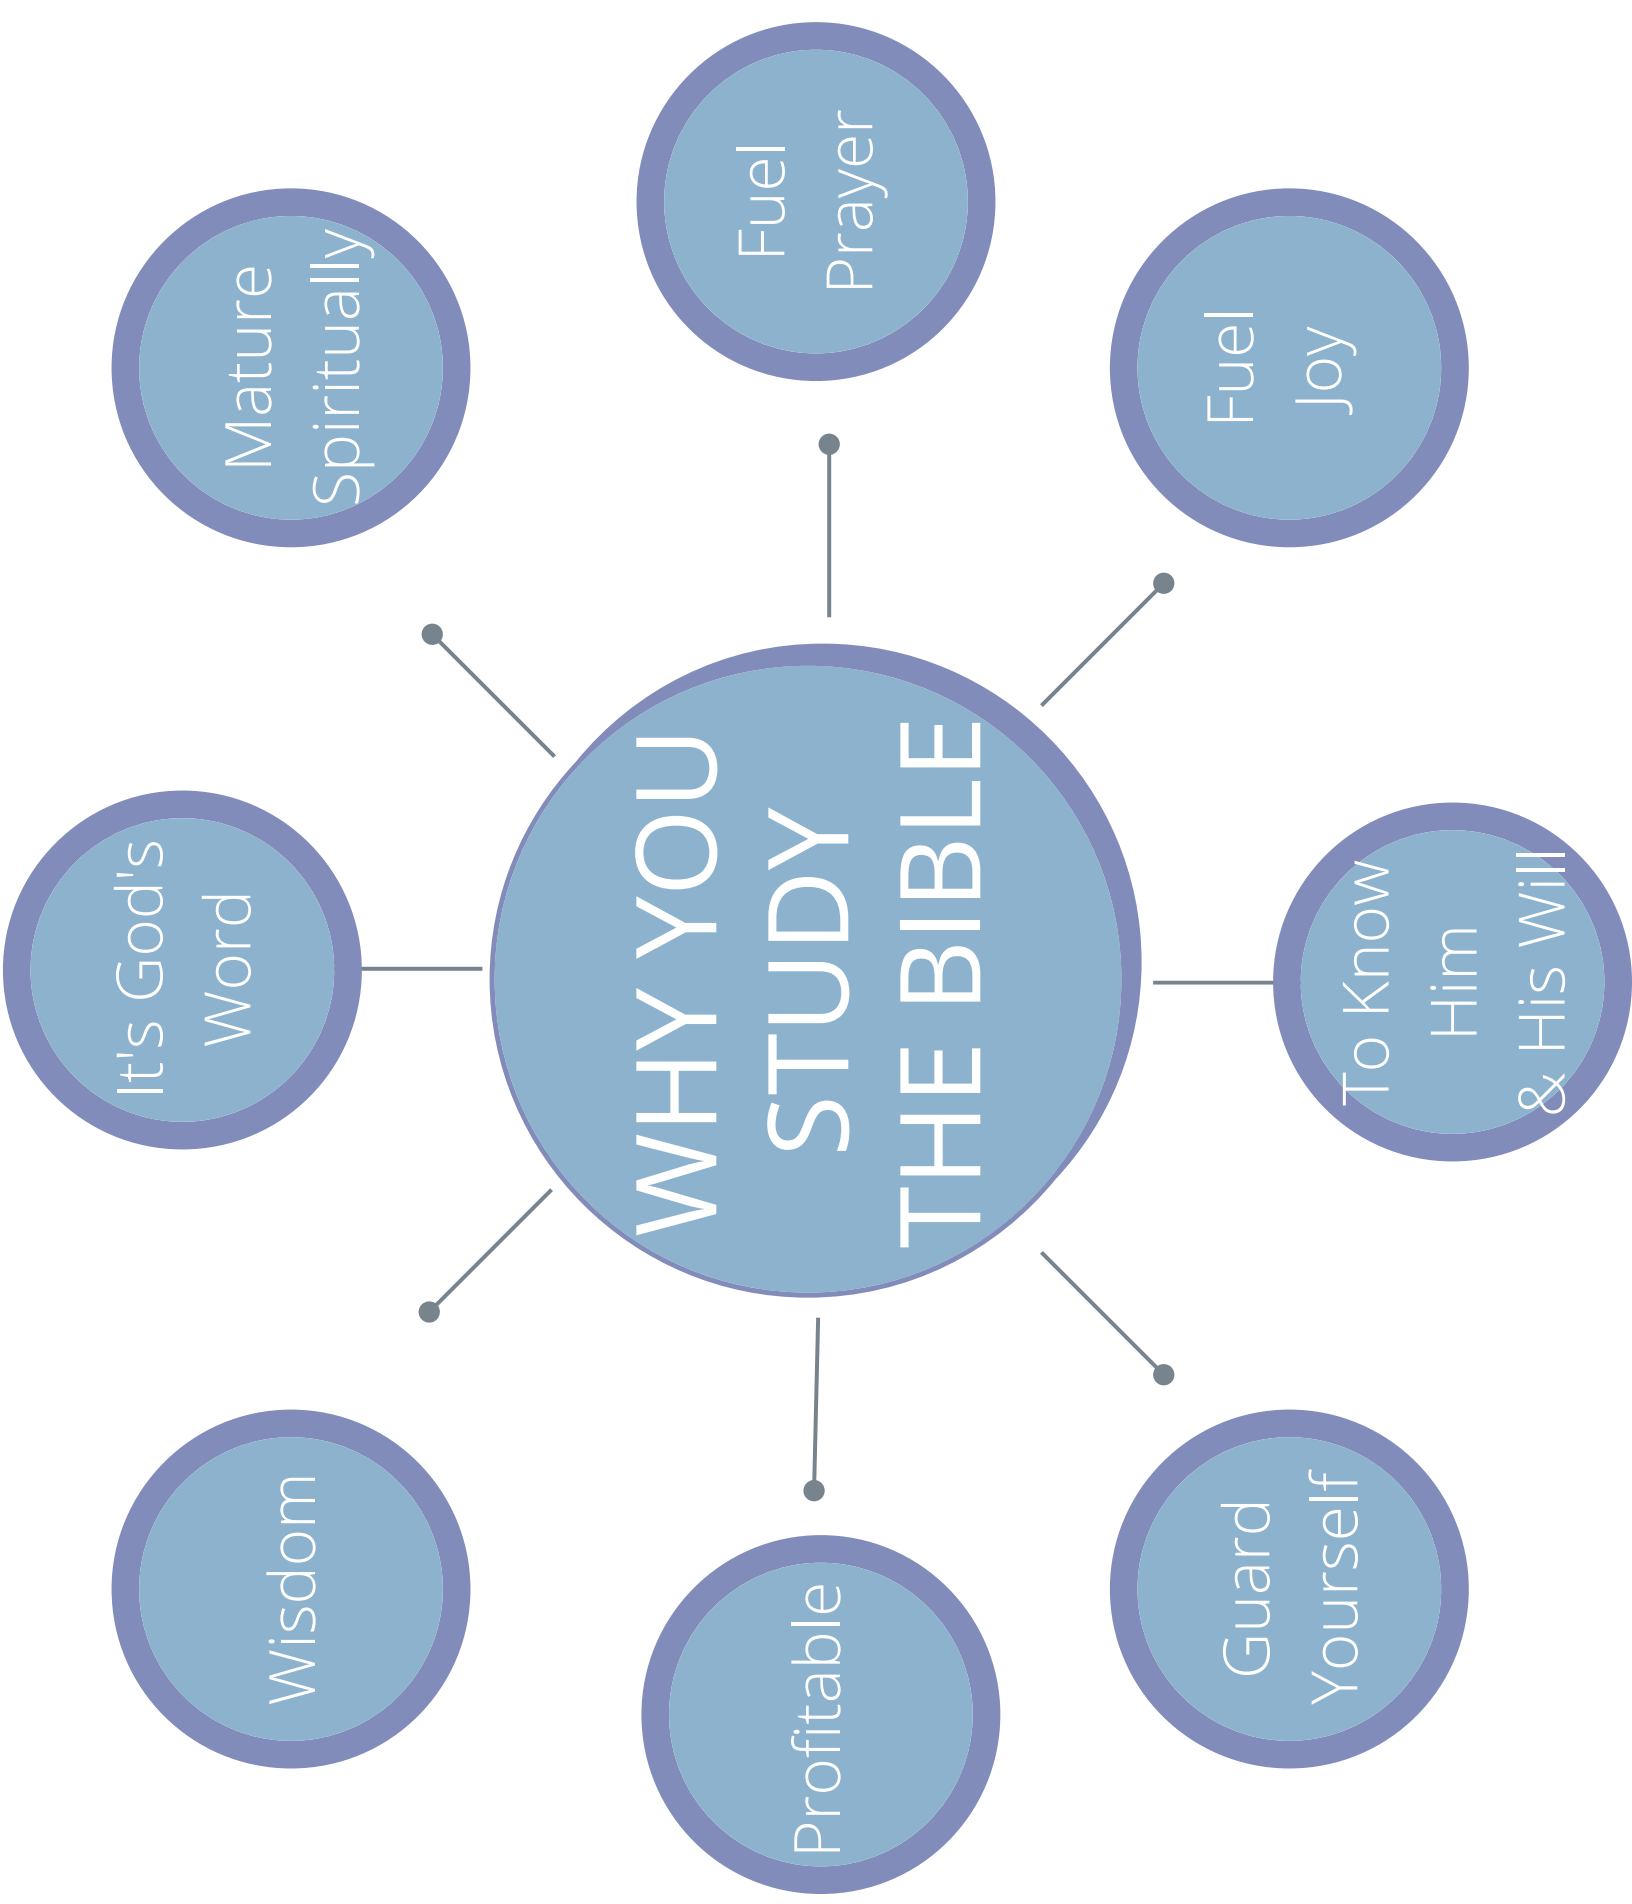 Fuel
Prayer
Mature
Spiritually
Fuel
Joy
WHY YOU
STUDY
THE BIBLE
It's God's
Word
To Know
Him
& His Will
Wisdom
Profitable
Guard
Yourself